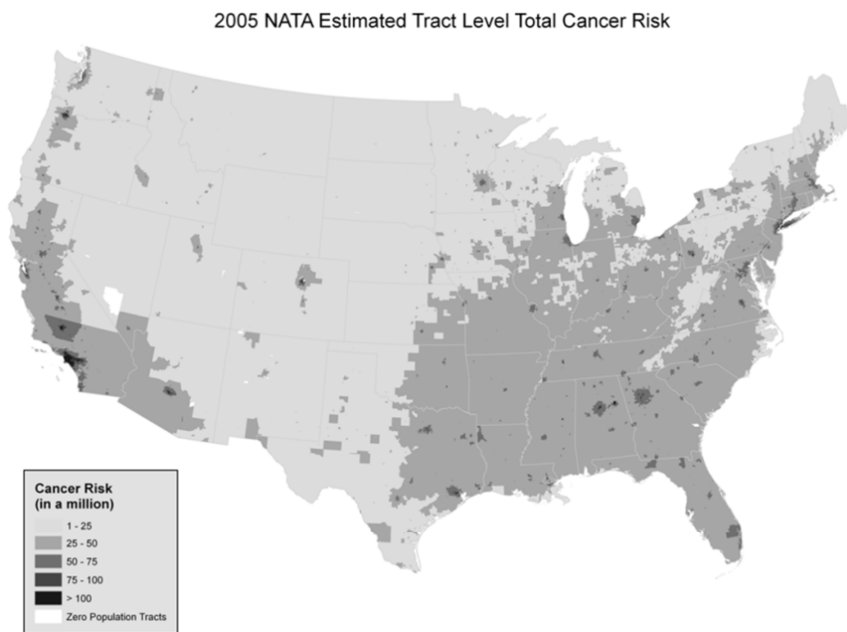 2005 NATA Estimated Tract Level Total Cancer Risk
Cancer Risk
(in a million)
1 - 25
25 - 50
50 - 75
75 - 100
> 100
Zero Population Tracts